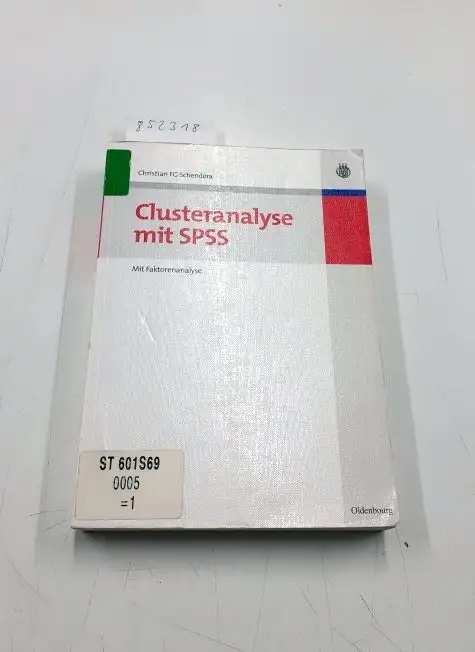 852318
Christian FG Schendera
Clusteranalyse
mit SPSS
Mit Faktorenanalyse
ST 601S69
0005
=1
Oldenbourg